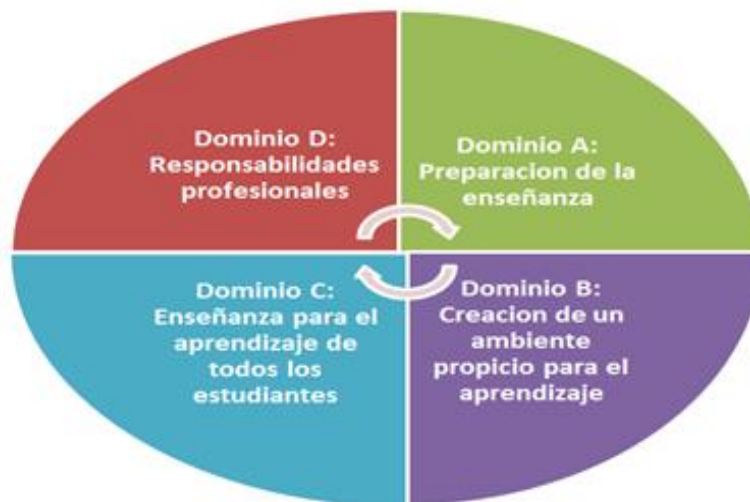 Dominio D:
Responsabilidades
profesionales
Dominio A:
Preparacion de la
enseñanza
Dominio C:
Enseñanza para el
aprendizaje de
todos los
estudiantes
Dominio B:
Creacion de un
ambiente
propicio para el
aprendizaje